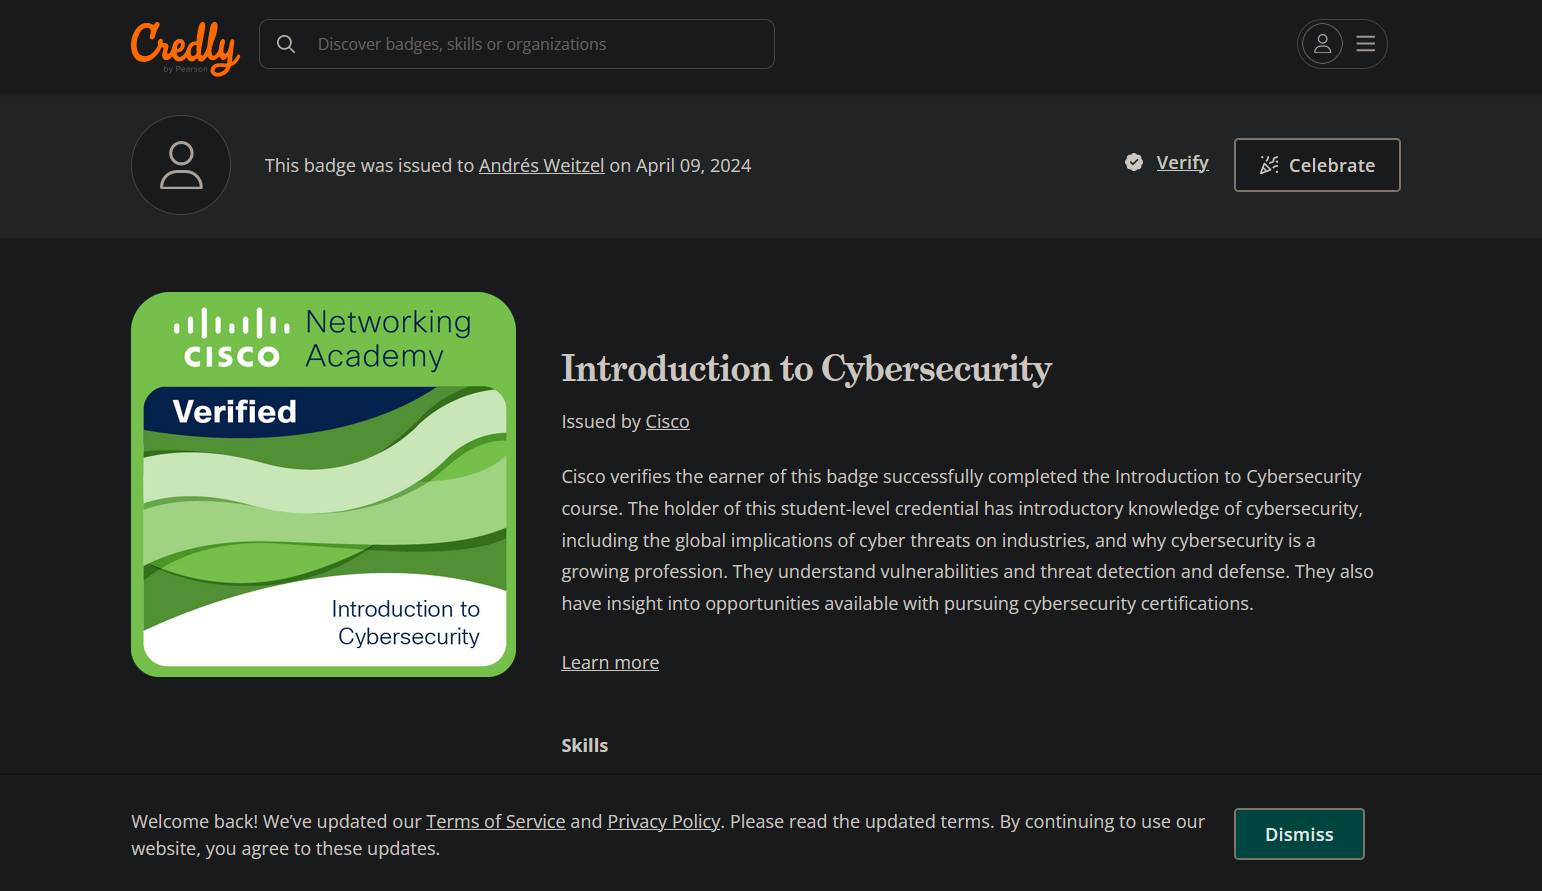 Credly
by Pearson
Discover badges, skills or organizations
This badge was issued to Andrés Weitzel on April 09, 2024
Verify
Celebrate
CISCO
Networking
Academy
Verified
Introduction to
Cybersecurity
Introduction to Cybersecurity
Issued by Cisco
Cisco verifies the earner of this badge successfully completed the Introduction to Cybersecurity
course. The holder of this student-level credential has introductory knowledge of cybersecurity,
including the global implications of cyber threats on industries, and why cybersecurity is a
growing profession. They understand vulnerabilities and threat detection and defense. They also
have insight into opportunities available with pursuing cybersecurity certifications.
Learn more
Skills
Welcome back! We’ve updated our Terms of Service and Privacy Policy. Please read the updated terms. By continuing to use our
website, you agree to these updates.
Dismiss